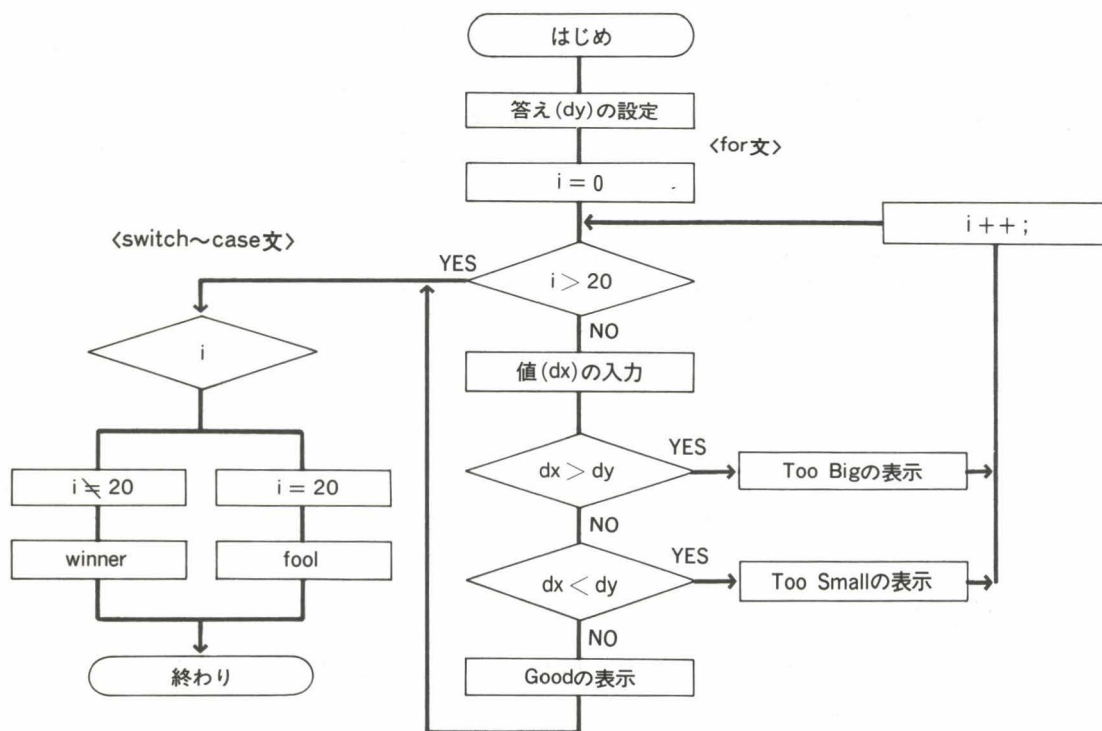 はじめ
答え(dy)の設定
〈for文〉
i = 0
i + + ;
〈switch～case文〉
YES
i > 20
NO
i
値(dx)の入力
dx > dy
YES
Too Bigの表示
NO
i ≠ 20
i = 20
winner
fool
dx < dy
YES
Too Smallの表示
NO
終わり
Goodの表示